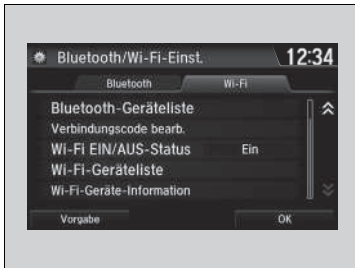 Bluetooth/Wi-Fi-Einst. 12:34
Bluetooth Wi-Fi
Bluetooth-Geräteliste
Verbindungscode bearb.
Wi-Fi EIN/AUS-Status Ein
Wi-Fi-Geräteliste
Wi-Fi-Geräte-Information
Vorgabe OK